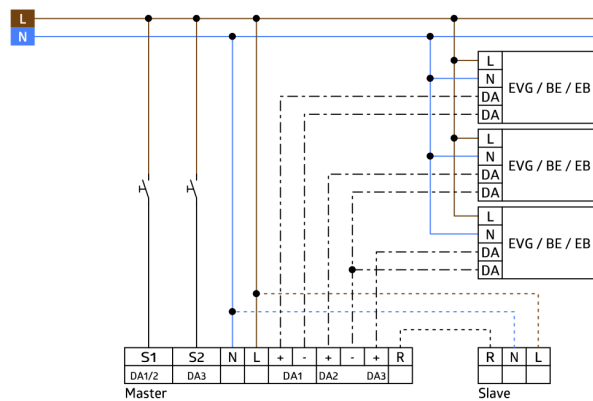 L
N
L
N
DA
DA
EVG / BE / EB
L
N
DA
DA
EVG / BE / EB
L
N
DA
DA
EVG / BE / EB
S1 S2 N L + - + - + R
DA1/2 DA3 DA1 DA2 DA3
Master
R N L
Slave